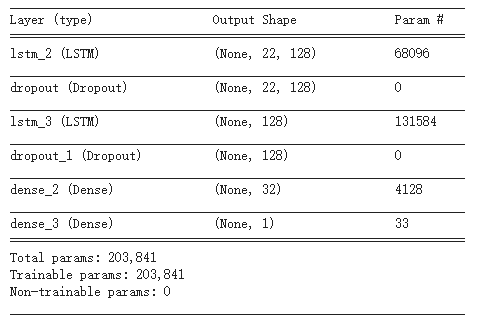 Layer (type) Output Shape Param #
lstm_2 (LSTM) (None, 22, 128) 68096
dropout (Dropout) (None, 22, 128) 0
lstm_3 (LSTM) (None, 128) 131584
dropout_1 (Dropout) (None, 128) 0
dense_2 (Dense) (None, 32) 4128
dense_3 (Dense) (None, 1) 33
Total params: 203,841
Trainable params: 203,841
Non-trainable params: 0